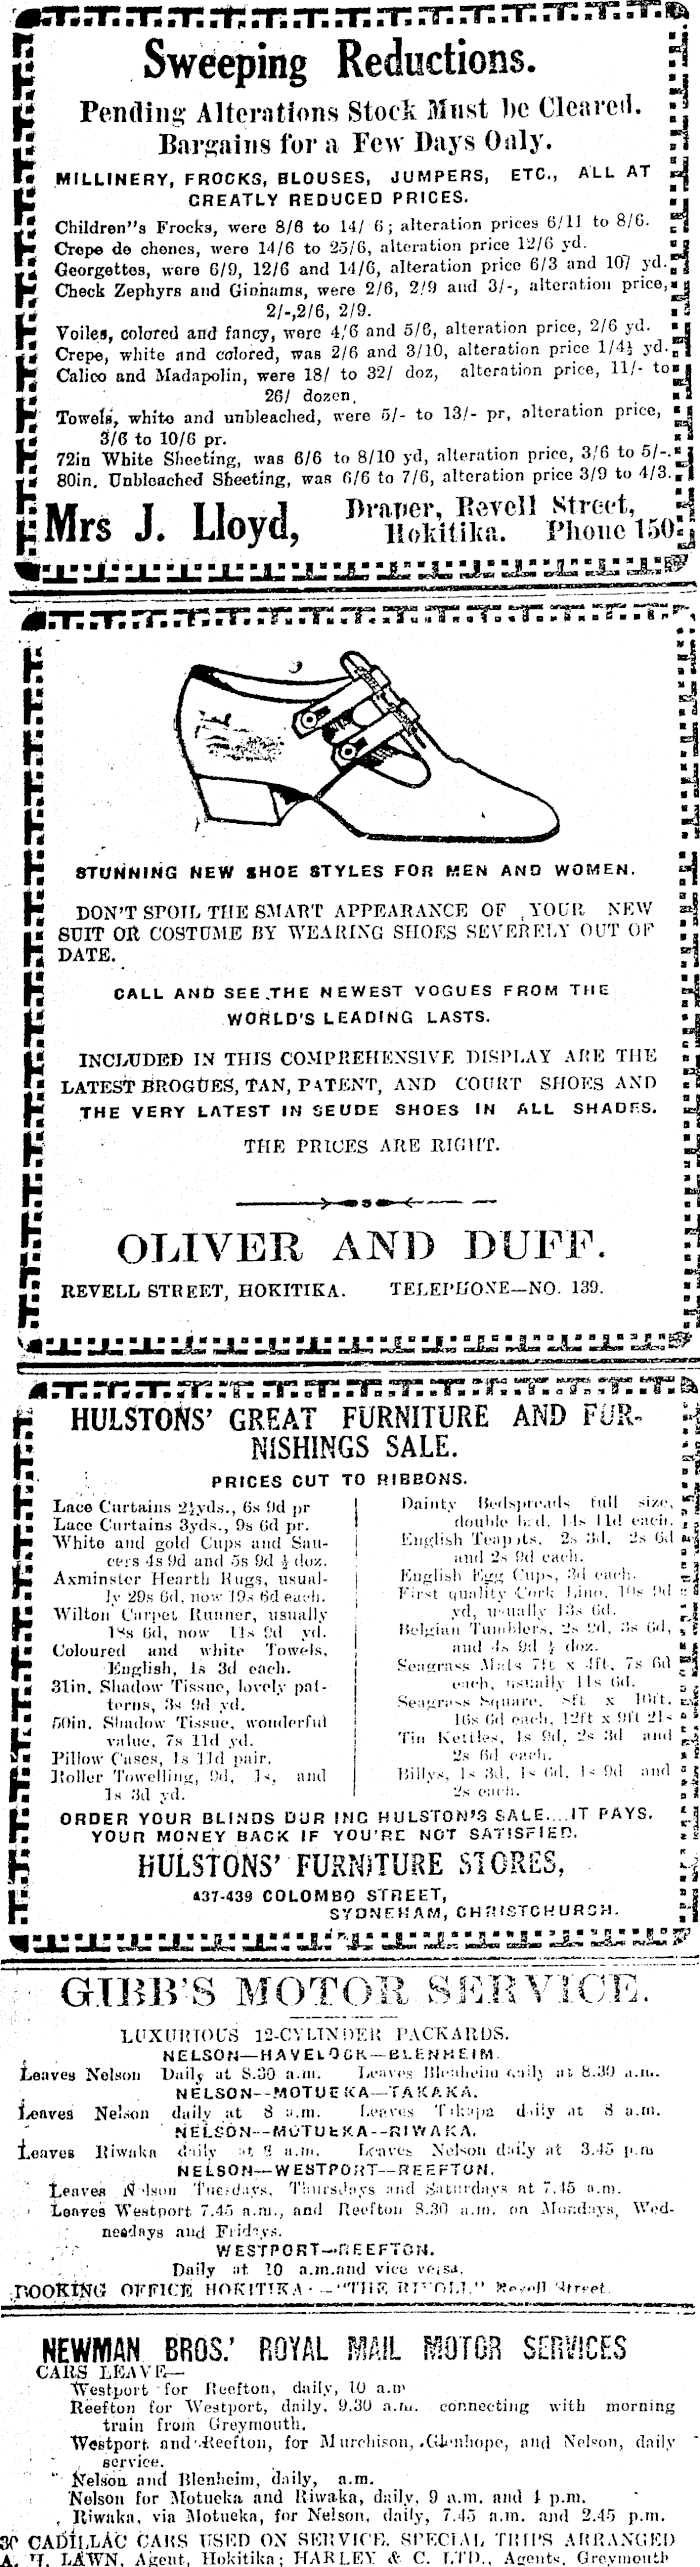 Sweeping Reductions.
Pending Alterations Stock Must be Cleared.
Bargains for a Few Days Only.
MILLINERY, FROCKS, BLOUSES, JUMPERS, ETC., ALL AT
GREATLY REDUCED PRICES.
Children"s Frocks, were 8/6 to 14/ 6; alteration prices 6/11 to 8/6.
Crepe de chenes, were 14/6 to 25/6, alteration price 12/6 yd.
Georgettes, were 6/9, 12/6 and 14/6, alteration price 6/3 and 10/ yd.
Check Zephyrs and Ginhams, were 2/6, 2/9 and 3/-, alteration price,
2/-,2/6, 2/9.
Voiles, colored and fancy, were 4/6 and 5/6, alteration price, 2/6 yd.
Crepe, white and colored, was 2/6 and 3/10, alteration price 1/4½ yd.
Calico and Madapolin, were 18/ to 32/ doz, alteration price, 11/- to
26/ dozen.
Towels, white and unbleached, were 5/- to 13/- pr, alteration price,
3/6 to 10/6 pr.
72in White Sheeting, was 6/6 to 8/10 yd, alteration price, 3/6 to 5/-.
80in. Unbleached Sheeting, was 6/6 to 7/6, alteration price 3/9 to 4/3.
Mrs J. Lloyd, Draper, Revell Street,
Hokitika. Phone 150.
STUNNING NEW SHOE STYLES FOR MEN AND WOMEN.
DON'T SPOIL THE SMART APPEARANCE OF YOUR NEW
SUIT OR COSTUME BY WEARING SHOES SEVERELY OUT OF
DATE.
CALL AND SEE THE NEWEST VOGUES FROM THE
WORLD'S LEADING LASTS.
INCLUDED IN THIS COMPREHENSIVE DISPLAY ARE THE
LATEST BROGUES, TAN, PATENT, AND COURT SHOES AND
THE VERY LATEST IN SEUDE SHOES IN ALL SHADES.
THE PRICES ARE RIGHT.
OLIVER AND DUFF.
REVELL STREET, HOKITIKA. TELEPHONE—NO. 139.
HULSTONS' GREAT FURNITURE AND FUR-
NISHINGS SALE.
PRICES CUT TO RIBBONS.
Lace Curtains 2½yds., 6s 9d pr
Lace Curtains 3yds., 9s 6d pr.
White and gold Cups and Sau-
cers 4s 9d and 5s 9d ½ doz.
Axminster Hearth Rugs, usual-
ly 29s 6d, now 19s 6d each.
Wilton Carpet Runner, usually
18s 6d, now 11s 9d yd.
Coloured and white Towels,
English, 1s 3d each.
31in. Shadow Tissue, lovely pat-
terns, 3s 9d yd.
50in. Shadow Tissue, wonderful
value, 7s 11d yd.
Pillow Cases, 1s 11d pair.
Roller Towelling, 9d, 1s, and
1s 3d yd.
Dainty Bedspreads full size,
double bed, 14s 11d each.
English Teapots, 2s 3d, 2s 6d
and 2s 9d each.
English Egg Cups, 3d each.
First quality Cork Lino, 10s 9d
yd, usually 13s 6d.
Belgian Tumblers, 2s 9d, 3s 6d,
and 4s 9d ½ doz.
Seagrass Mats 7ft x 4ft, 7s 6d
each, usually 11s 6d.
Seagrass Square, 8ft x 10ft,
16s 6d each, 12ft x 9ft 21s
Tin Kettles, 1s 9d, 2s 3d and
2s 6d each.
Billys, 1s 3d, 1s 6d, 1s 9d and
2s each.
ORDER YOUR BLINDS DURING HULSTON'S SALE....IT PAYS.
YOUR MONEY BACK IF YOU'RE NOT SATISFIED.
HULSTONS' FURNITURE STORES,
437-439 COLOMBO STREET,
SYDNEHAM, CHRISTCHURCH.
GIBB'S MOTOR SERVICE.
LUXURIOUS 12-CYLINDER PACKARDS.
NELSON—HAVELOCK—BLENHEIM.
Leaves Nelson Daily at 8.30 a.m. Leaves Blenheim daily at 8.30 a.m.
NELSON--MOTUEKA—TAKAKA.
Leaves Nelson daily at 8 a.m. Leaves daily at 8 a.m.
NELSON--MOTUEKA--RIWAKA.
Leaves Riwaka daily at a.m. Leaves Nelson daily at 3.45 p.m
NELSON—WESTPORT--REEFTON.
Leaves Nelson Tuesdays, Thursdays and Saturdays at 7.45 a.m.
Leaves Westport 7.45 a.m., and Reefton 8.30 a.m. on Mondays, Wed-
nesdays and Fridays.
WESTPORT—REEFTON.
Daily at 10 a.m.and vice versa.
BOOKING OFFICE HOKITIKA—"THE RIVOLI" Revell Street.
NEWMAN BROS.' ROYAL MAIL MOTOR SERVICES
CARS LEAVE—
Westport for Reefton, daily, 10 a.m
Reefton for Westport, daily, 9.30 a.m. connecting with morning
train from Greymouth.
Westport and Reefton, for Murchison, Glenhope, and Nelson, daily
service.
Nelson and Blenheim, daily, a.m.
Nelson for Motueka and Riwaka, daily, 9 a.m. and 4 p.m.
Riwaka, via Motueka, for Nelson, daily, 7.45 a.m. and 2.45 p.m.
30 CADILLAC CARS USED ON SERVICE. SPECIAL TRIPS ARRANGED
A. H. LAWN, Agent, Hokitika; HARLEY & C. LTD., Agents, Greymouth